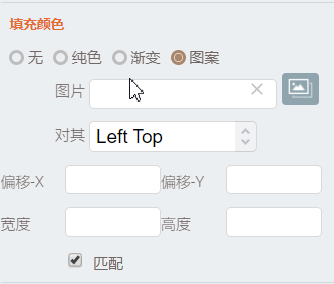 填充颜色
无 纯色 渐变 图案
图片
对其 Left Top
偏移-X 偏移-Y
宽度 高度
匹配